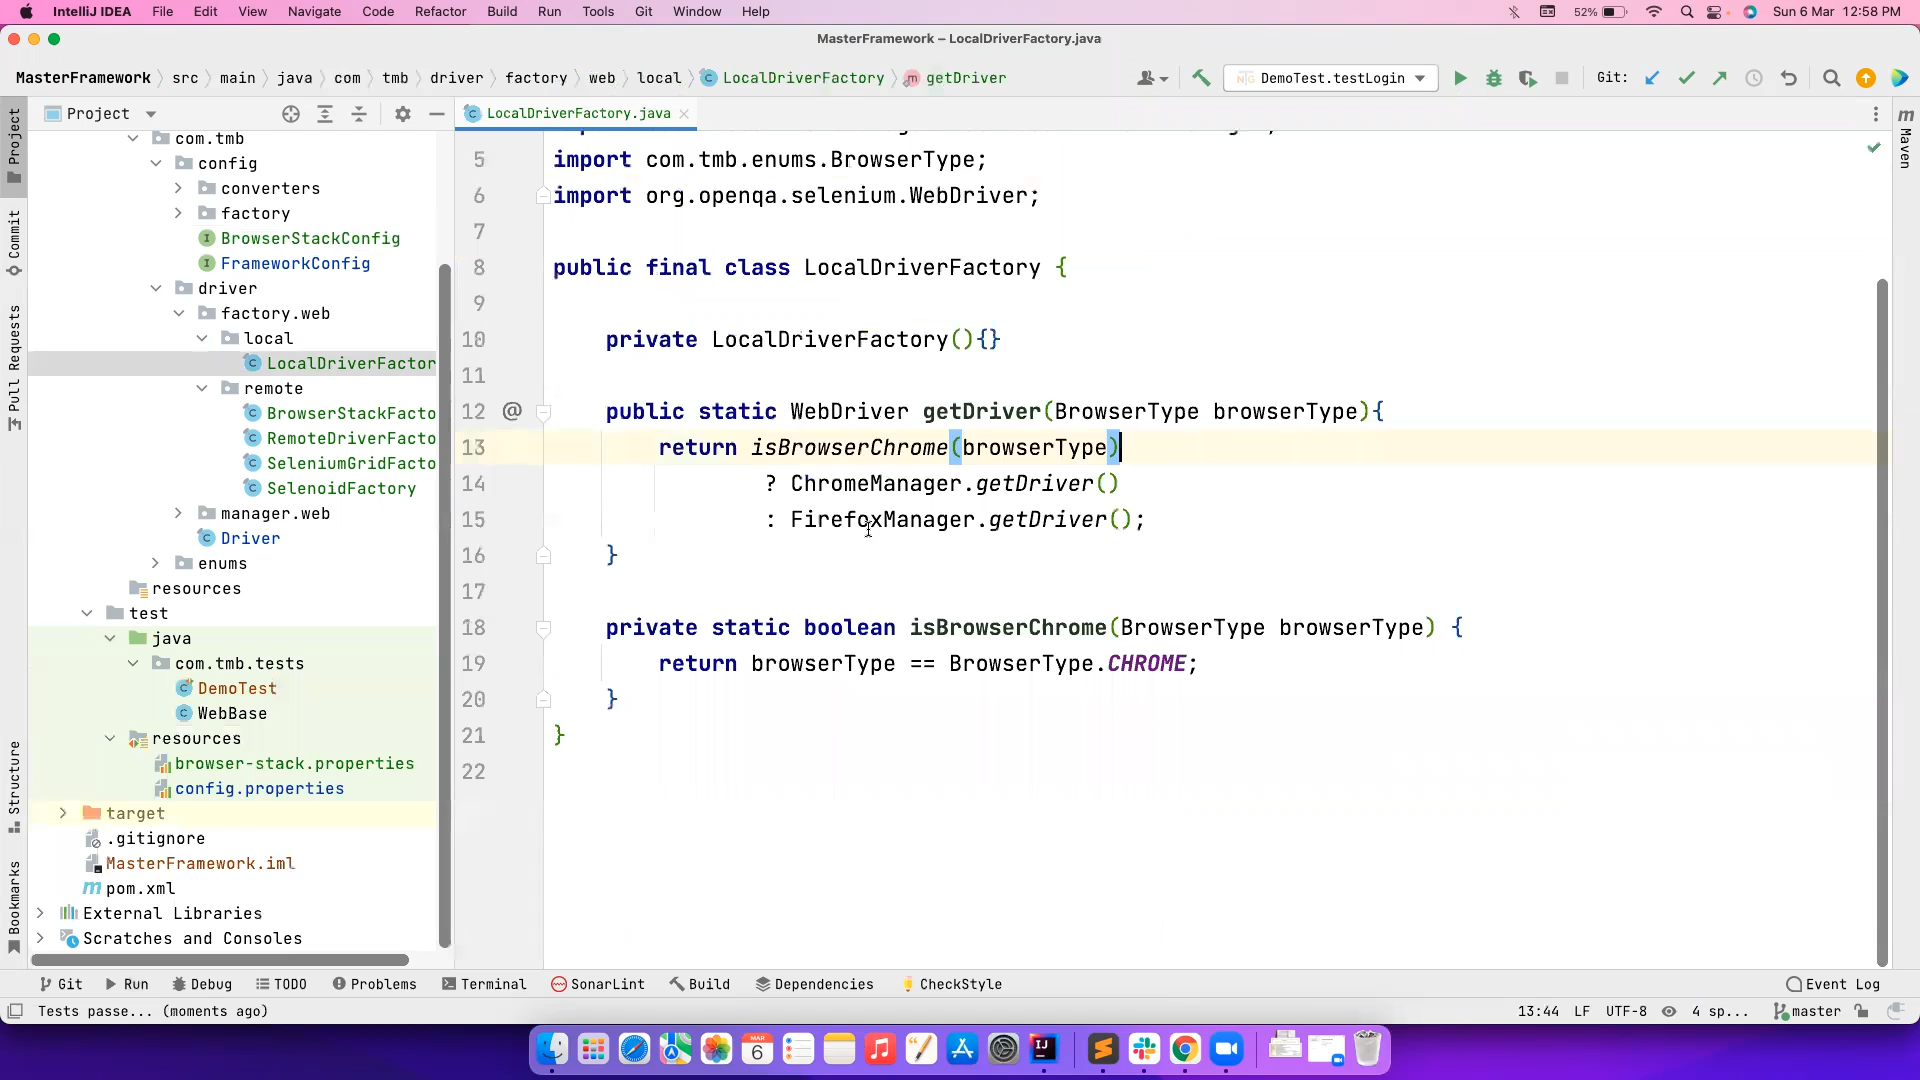 IntelliJ IDEA File Edit View Navigate Code Refactor Build Run Tools Git Window Help 52% Sun 6 Mar 12:58 PM
MasterFramework – LocalDriverFactory.java
MasterFramework src main java com tmb driver factory web local LocalDriverFactory getDriver DemoTest.testLogin Git:
Project LocalDriverFactory.java
com.tmb
config
converters
factory
BrowserStackConfig
FrameworkConfig
driver
factory.web
local
LocalDriverFactor
remote
BrowserStackFacto
RemoteDriverFacto
SeleniumGridFacto
SelenoidFactory
manager.web
Driver
enums
resources
test
java
com.tmb.tests
DemoTest
WebBase
resources
browser-stack.properties
config.properties
target
.gitignore
MasterFramework.iml
pom.xml
External Libraries
Scratches and Consoles
5 import com.tmb.enums.BrowserType;
6 import org.openqa.selenium.WebDriver;
7
8 public final class LocalDriverFactory {
9
10 private LocalDriverFactory(){}
11
12 @ public static WebDriver getDriver(BrowserType browserType){
13 return isBrowserChrome(browserType)
14 ? ChromeManager.getDriver()
15 : FirefoxManager.getDriver();
16 }
17
18 private static boolean isBrowserChrome(BrowserType browserType) {
19 return browserType == BrowserType.CHROME;
20 }
21 }
22
Project
Commit
Pull Requests
Structure
Bookmarks
Maven
Git Run Debug TODO Problems Terminal SonarLint Build Dependencies CheckStyle Event Log
Tests passe... (moments ago) 13:44 LF UTF-8 4 sp... master
MAR
6
IJ